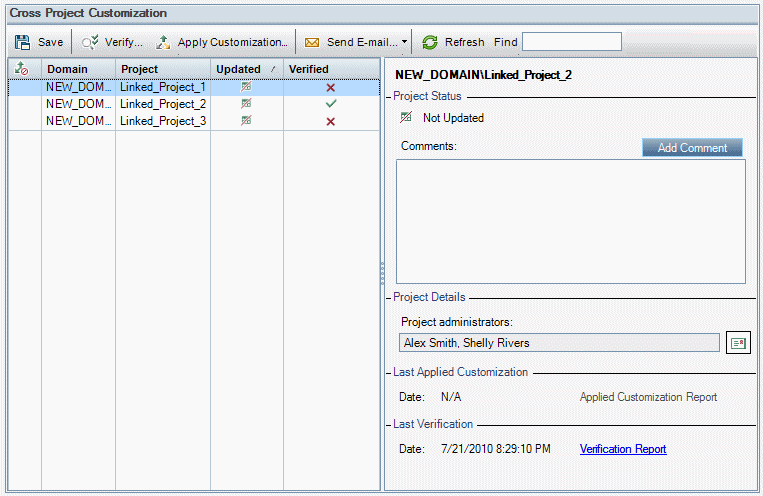 Cross Project Customization
Save Verify... Apply Customization... Send E-mail... Refresh Find
Domain Project Updated Verified
NEW_DOM... Linked_Project_1
NEW_DOM... Linked_Project_2
NEW_DOM... Linked_Project_3
NEW_DOMAIN\Linked_Project_2
Project Status
Not Updated
Comments: Add Comment
Project Details
Project administrators:
Alex Smith, Shelly Rivers
Last Applied Customization
Date: N/A Applied Customization Report
Last Verification
Date: 7/21/2010 8:29:10 PM Verification Report